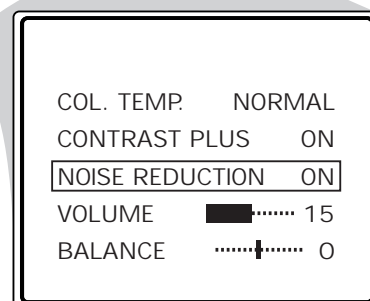 COL. TEMP. NORMAL
CONTRAST PLUS ON
NOISE REDUCTION ON
VOLUME 15
BALANCE 0